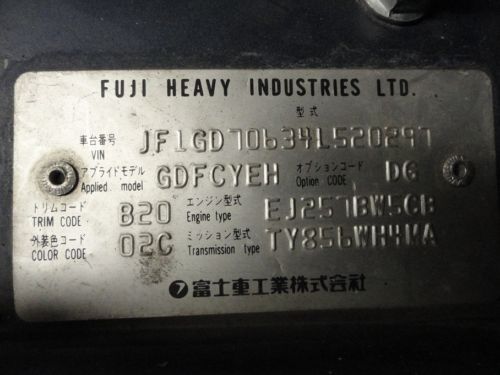 FUJI HEAVY INDUSTRIES LTD.
型式
車台番号 VIN JF1GD70634L520297
アプライドモデル Applied model GDFCYEH オプションコード Option CODE DG
トリムコード TRIM CODE B20 エンジン型式 Engine type EJ257BW5CB
外装色コード COLOR CODE 02C ミッション型式 Transmission type TY856WH4MA
富士重工業株式会社